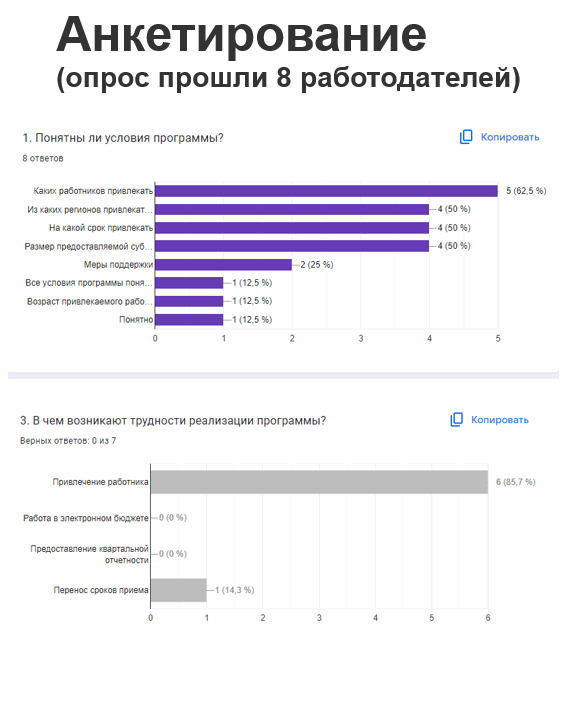 Анкетирование
(опрос прошли 8 работодателей)
1. Понятны ли условия программы?
Копировать
8 ответов
Каких работников привлекать
5 (62,5 %)
Из каких регионов привлекат...
4 (50 %)
На какой срок привлекать
4 (50 %)
Размер предоставляемой суб...
4 (50 %)
Меры поддержки
2 (25 %)
Все условия программы поня...
1 (12,5 %)
Возраст привлекаемого рабо...
1 (12,5 %)
Понятно
1 (12,5 %)
0 1 2 3 4 5
3. В чем возникают трудности реализации программы?
Копировать
Верных ответов: 0 из 7
Привлечение работника
6 (85,7 %)
Работа в электронном бюджете
0 (0 %)
Предоставление квартальной
отчетности
0 (0 %)
Перенос сроков приема
1 (14,3 %)
0 1 2 3 4 5 6